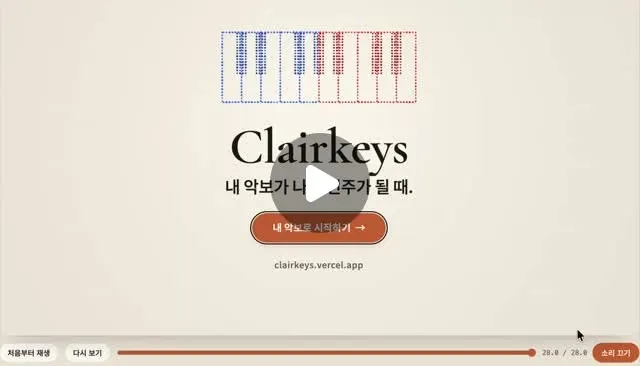 Clairkeys
내 악보가 나 연주가 될 때.
내 악보로 시작하기 →
clairkeys.vercel.app
처음부터 재생
다시 보기
28.0 / 28.0
소리 끄기